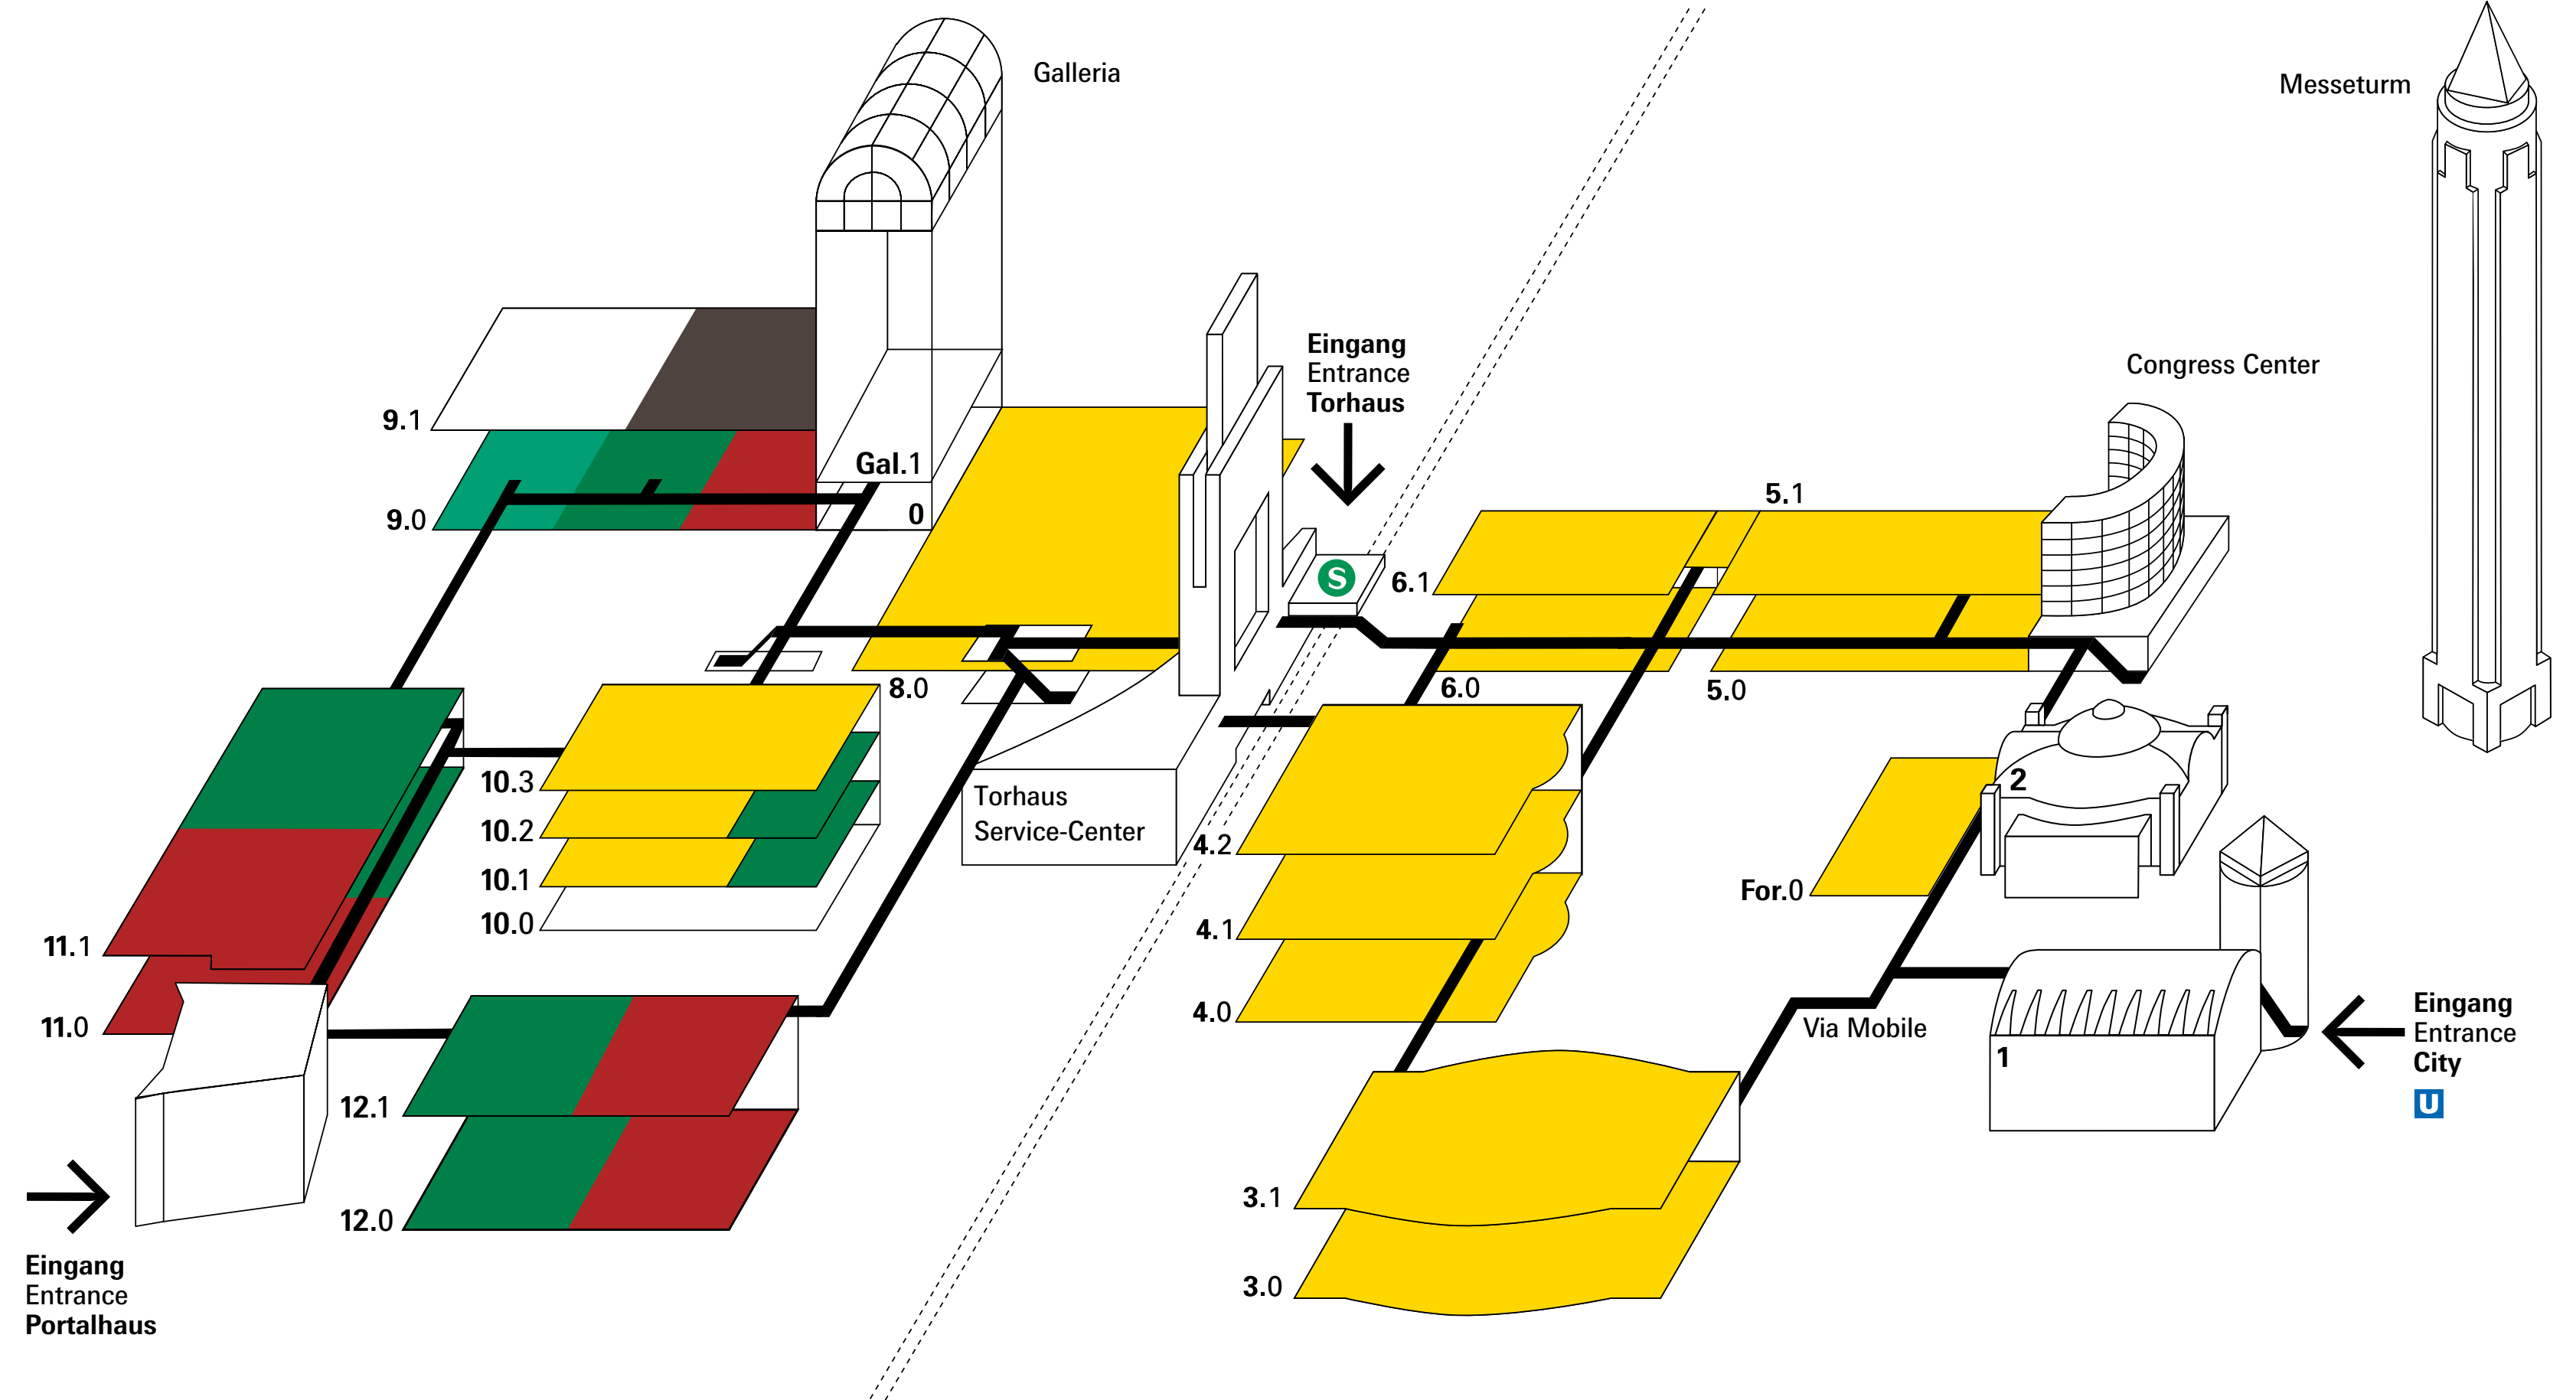 Galleria
Messeturm
Eingang
Entrance
Torhaus
Congress Center
9.1
Gal.1
0
9.0
S
5.1
6.1
8.0
6.0
5.0
10.3
10.2
10.1
10.0
Torhaus
Service-Center
4.2
4.1
4.0
2
For.0
11.1
11.0
Via Mobile
1
Eingang
Entrance
City
U
12.1
12.0
3.1
3.0
Eingang
Entrance
Portalhaus